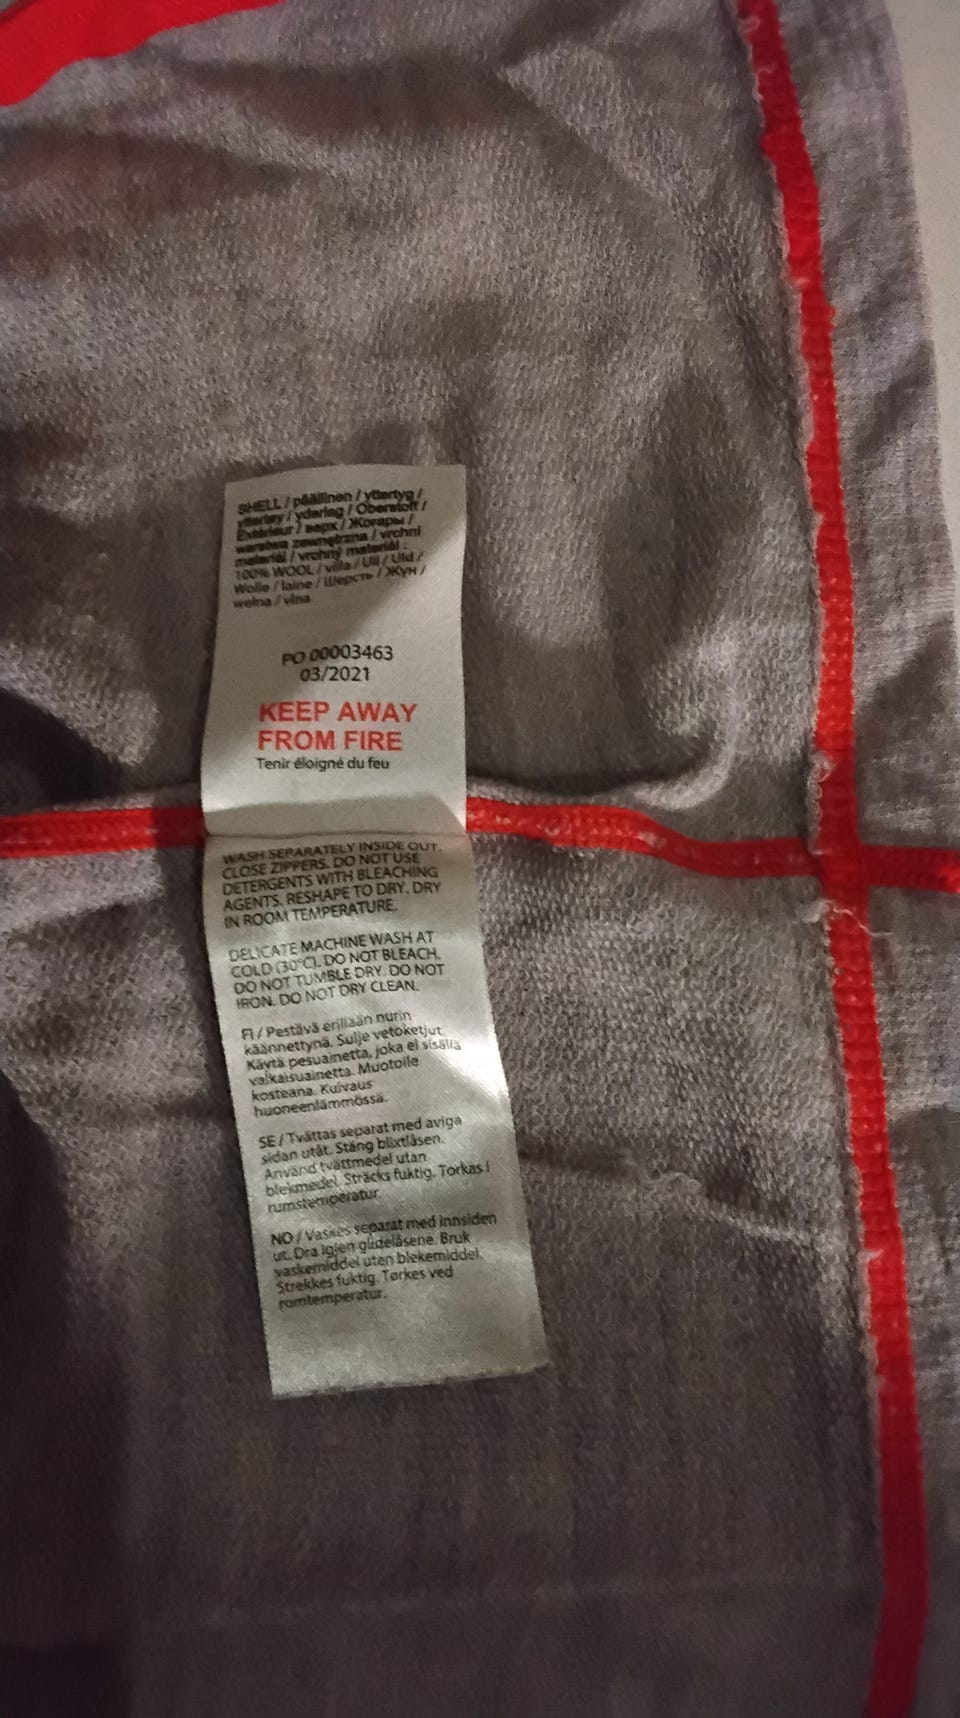 SHELL / päällinen / yttertyg /
yttertøy / yderlag / Oberstoff /
Extérieur / верх / Жоғары /
warstwa zewnętrzna / vrchní
materiál / vrchný materiál :
100% WOOL / villa / Ull / Uld /
Wolle / laine / Шерсть / Жүн /
wełna / vlna
PO 00003463
03/2021
KEEP AWAY
FROM FIRE
Tenir éloigné du feu
WASH SEPARATELY INSIDE OUT.
CLOSE ZIPPERS. DO NOT USE
DETERGENTS WITH BLEACHING
AGENTS. RESHAPE TO DRY. DRY
IN ROOM TEMPERATURE.
DELICATE MACHINE WASH AT
COLD (30°C). DO NOT BLEACH.
DO NOT TUMBLE DRY. DO NOT
IRON. DO NOT DRY CLEAN.
FI / Pestävä erillään nurin
käännettynä. Sulje vetoketjut.
Käytä pesuainetta, joka ei sisällä
valkaisuainetta. Muotoile
kosteana. Kuivaus
huoneenlämmössä.
SE / Tvättas separat med aviga
sidan utåt. Stäng blixtlåsen.
Använd tvättmedel utan
blekmedel. Sträcks fuktig. Torkas i
rumstemperatur.
NO / Vaskes separat med innsiden
ut. Dra igjen glidelåsene. Bruk
vaskemiddel uten blekemiddel.
Strekkes fuktig. Tørkes ved
romtemperatur.